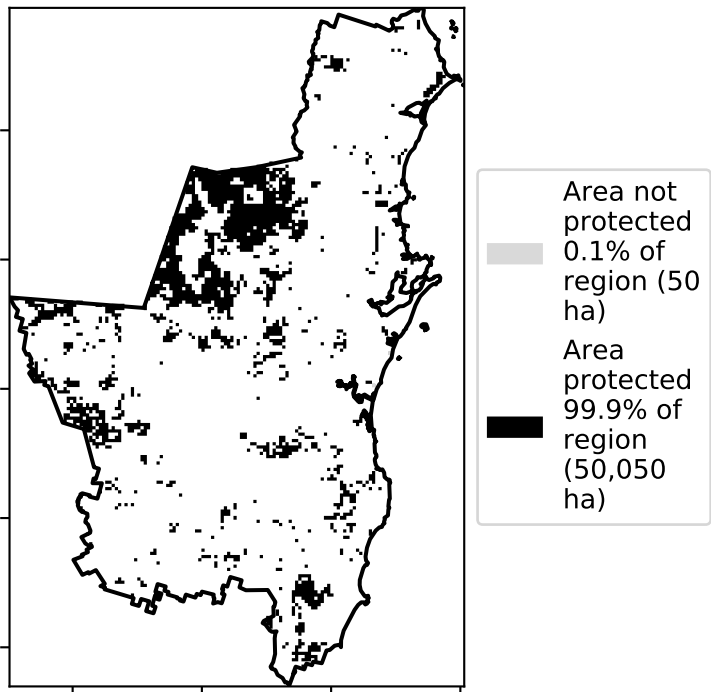 Area not
protected
0.1% of
region (50
ha)
Area
protected
99.9% of
region
(50,050
ha)